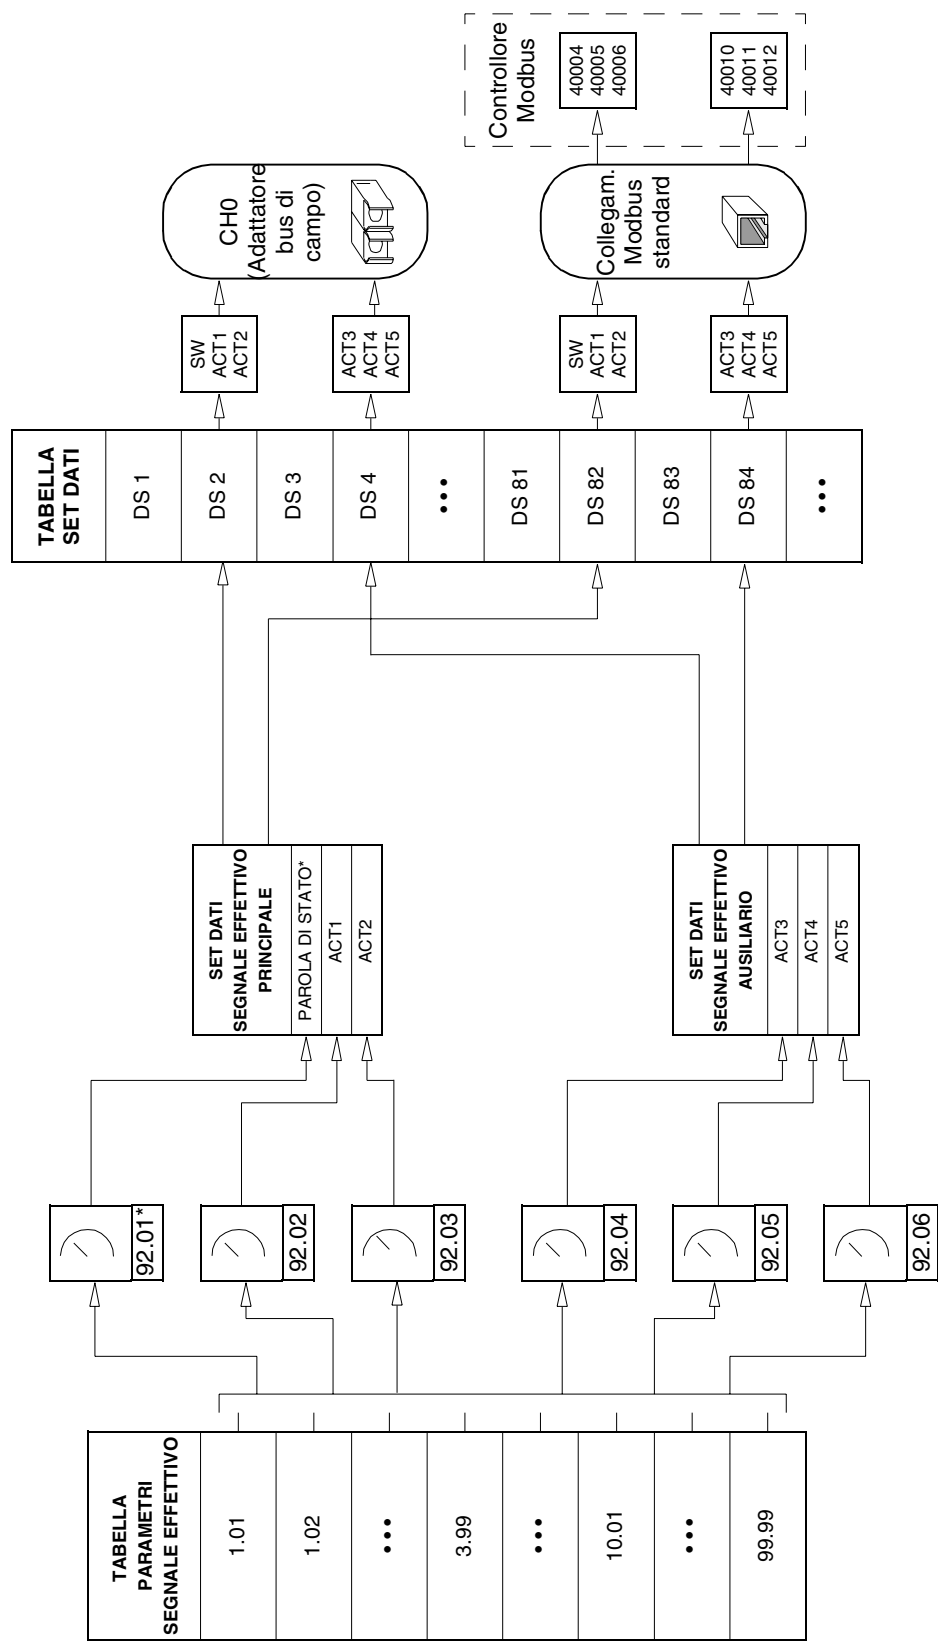 TABELLA
PARAMETRI
SEGNALE EFFETTIVO
1.01
1.02
•••
3.99
•••
10.01
•••
99.99
92.01*
92.02
92.03
92.04
92.05
92.06
SET DATI
SEGNALE EFFETTIVO
PRINCIPALE
PAROLA DI STATO*
ACT1
ACT2
SET DATI
SEGNALE EFFETTIVO
AUSILIARIO
ACT3
ACT4
ACT5
TABELLA
SET DATI
DS 1
DS 2
DS 3
DS 4
•••
DS 81
DS 82
DS 83
DS 84
•••
SW
ACT1
ACT2
ACT3
ACT4
ACT5
SW
ACT1
ACT2
ACT3
ACT4
ACT5
CH0
(Adattatore
bus di
campo)
Collegam.
Modbus
standard
Controllore
Modbus
40004
40005
40006
40010
40011
40012